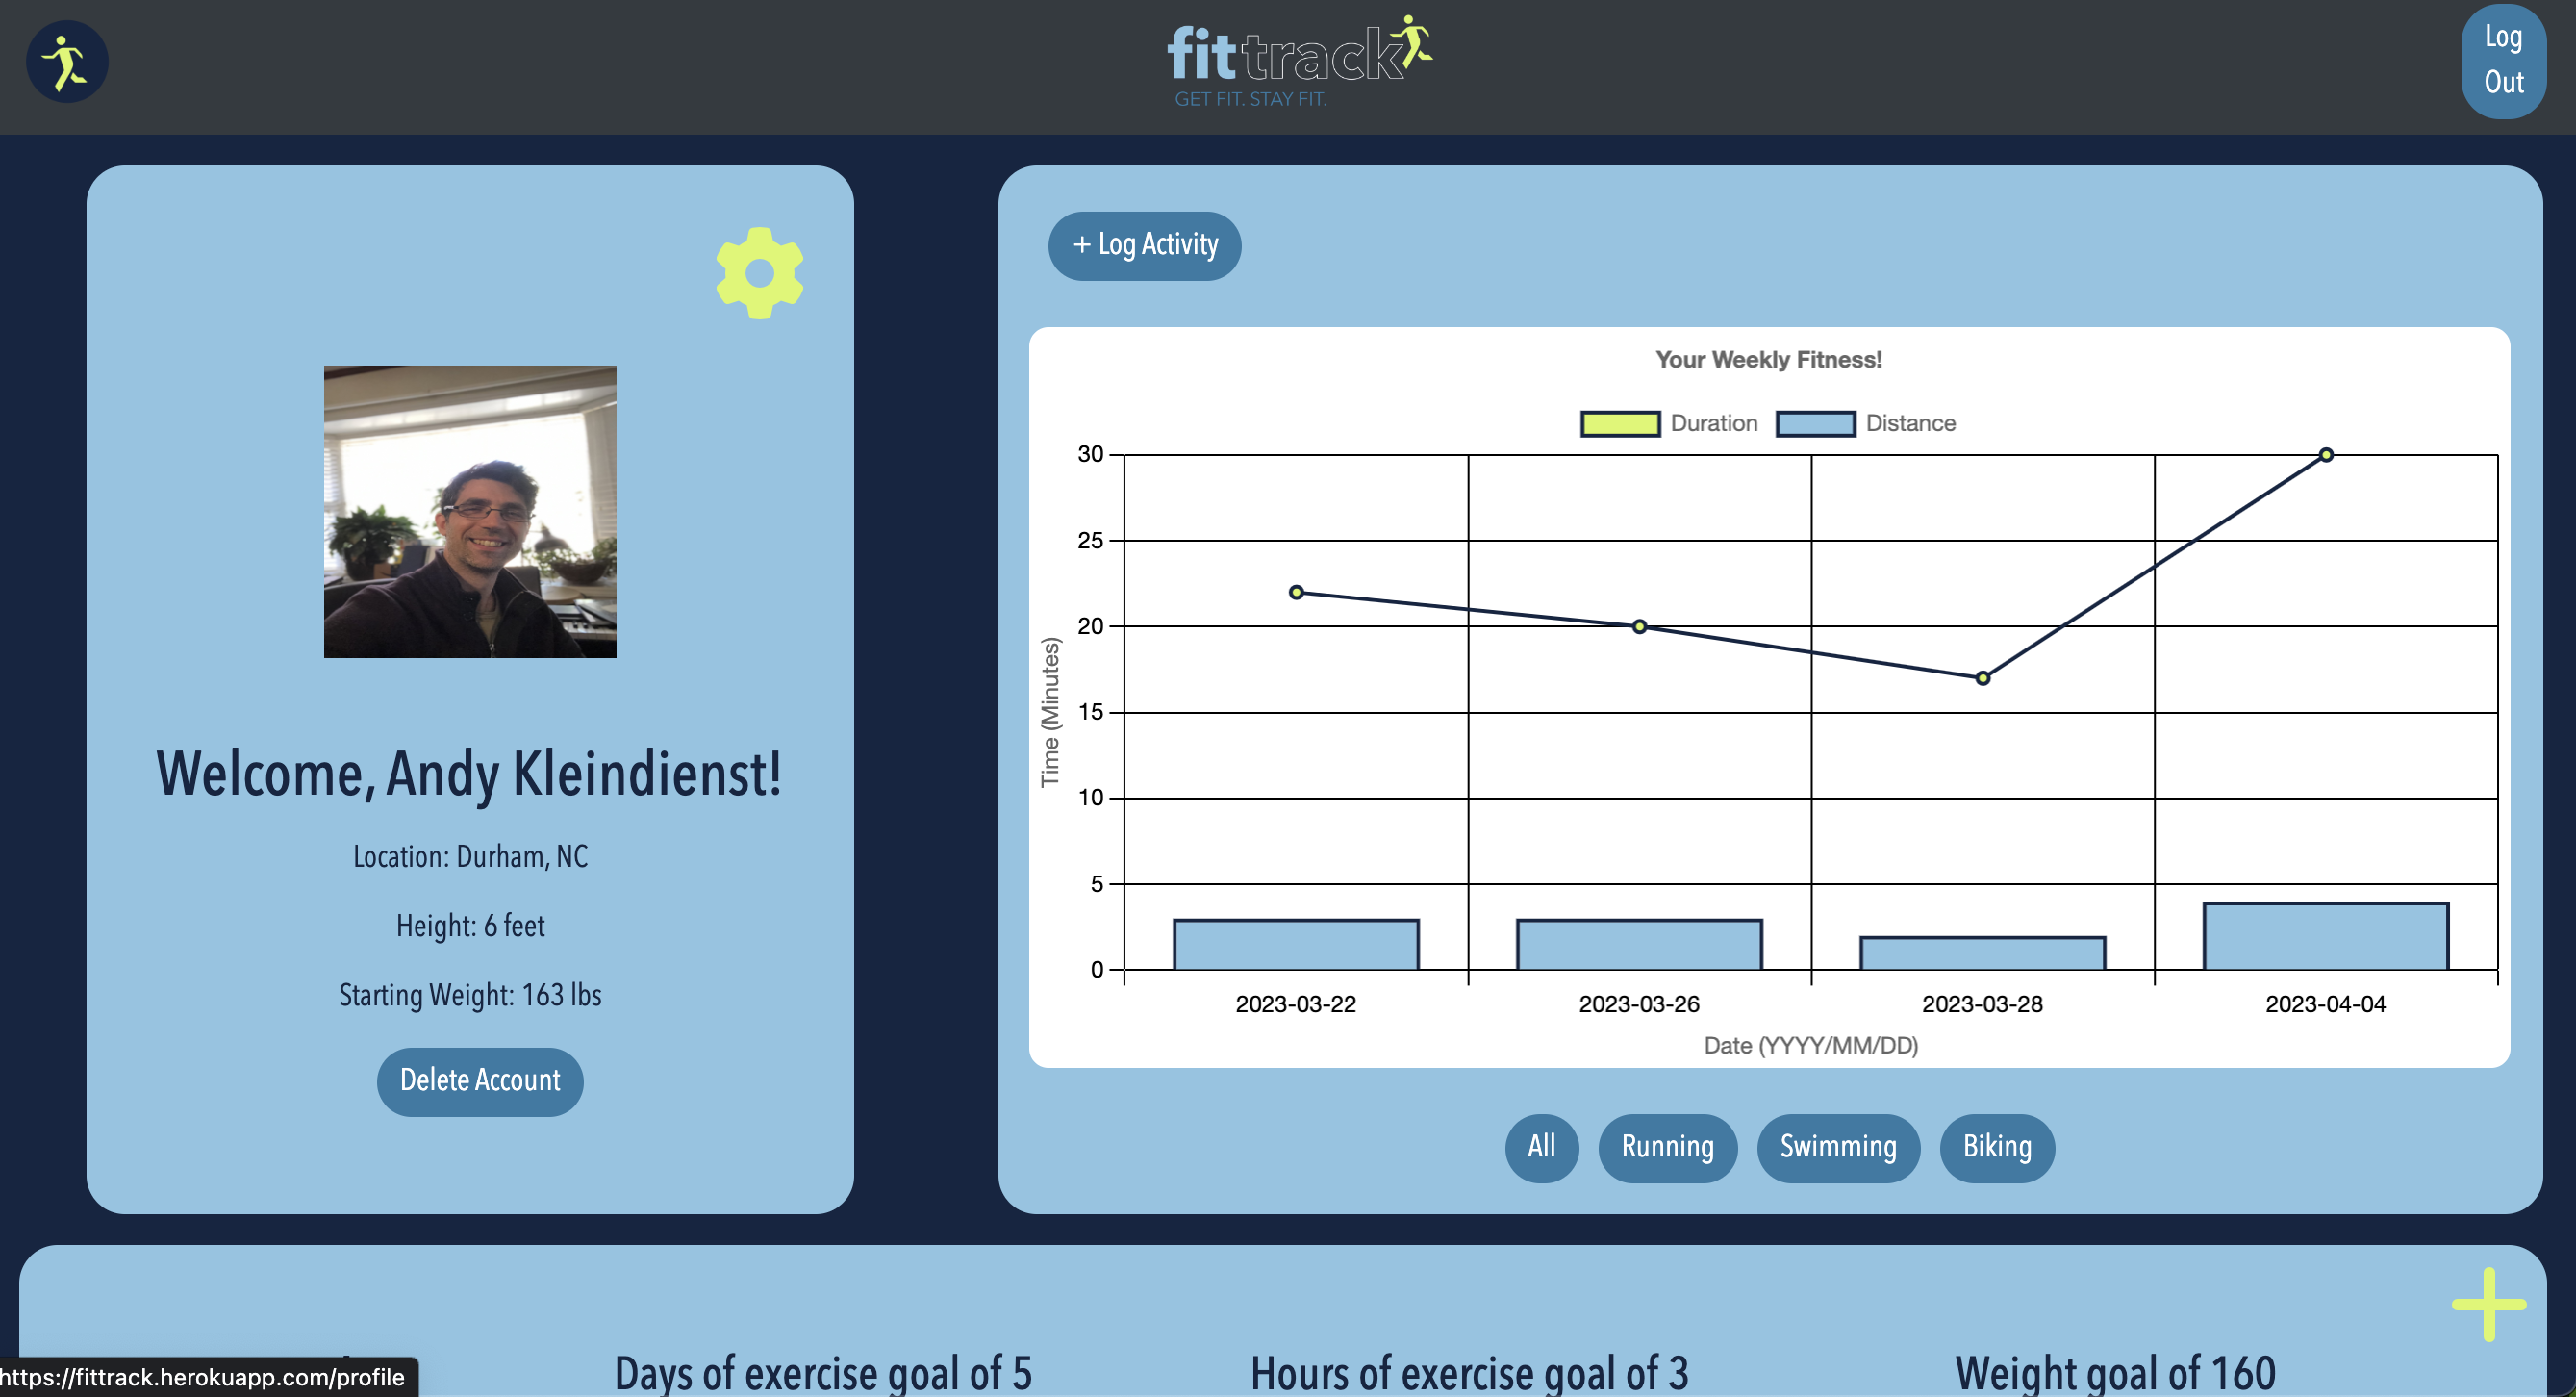 fittrack
GET FIT. STAY FIT.
Log
Out
+ Log Activity
Your Weekly Fitness!
Duration
Distance
30
25
20
15
10
5
0
Time (Minutes)
2023-03-22
2023-03-26
2023-03-28
2023-04-04
Date (YYYY/MM/DD)
All
Running
Swimming
Biking
Welcome, Andy Kleindienst!
Location: Durham, NC
Height: 6 feet
Starting Weight: 163 lbs
Delete Account
Days of exercise goal of 5
Hours of exercise goal of 3
Weight goal of 160
https://fittrack.herokuapp.com/profile